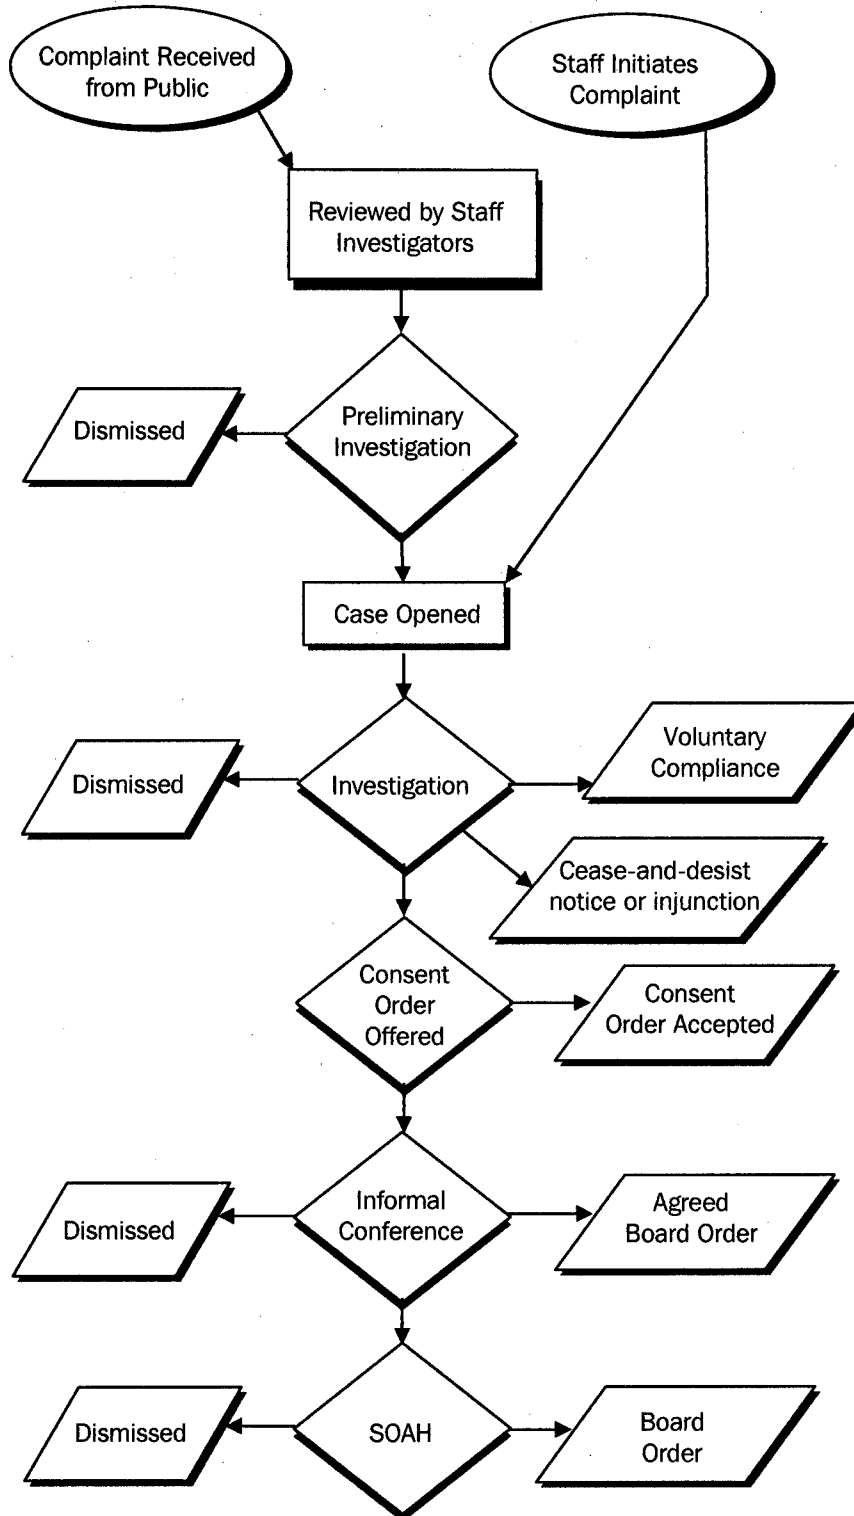 Complaint Received
from Public
Staff Initiates
Complaint
Reviewed by Staff
Investigators
Preliminary
Investigation
Dismissed
Case Opened
Dismissed
Investigation
Voluntary
Compliance
Cease-and-desist
notice or injunction
Consent
Order
Offered
Consent
Order Accepted
Dismissed
Informal
Conference
Agreed
Board Order
Dismissed
SOAH
Board
Order